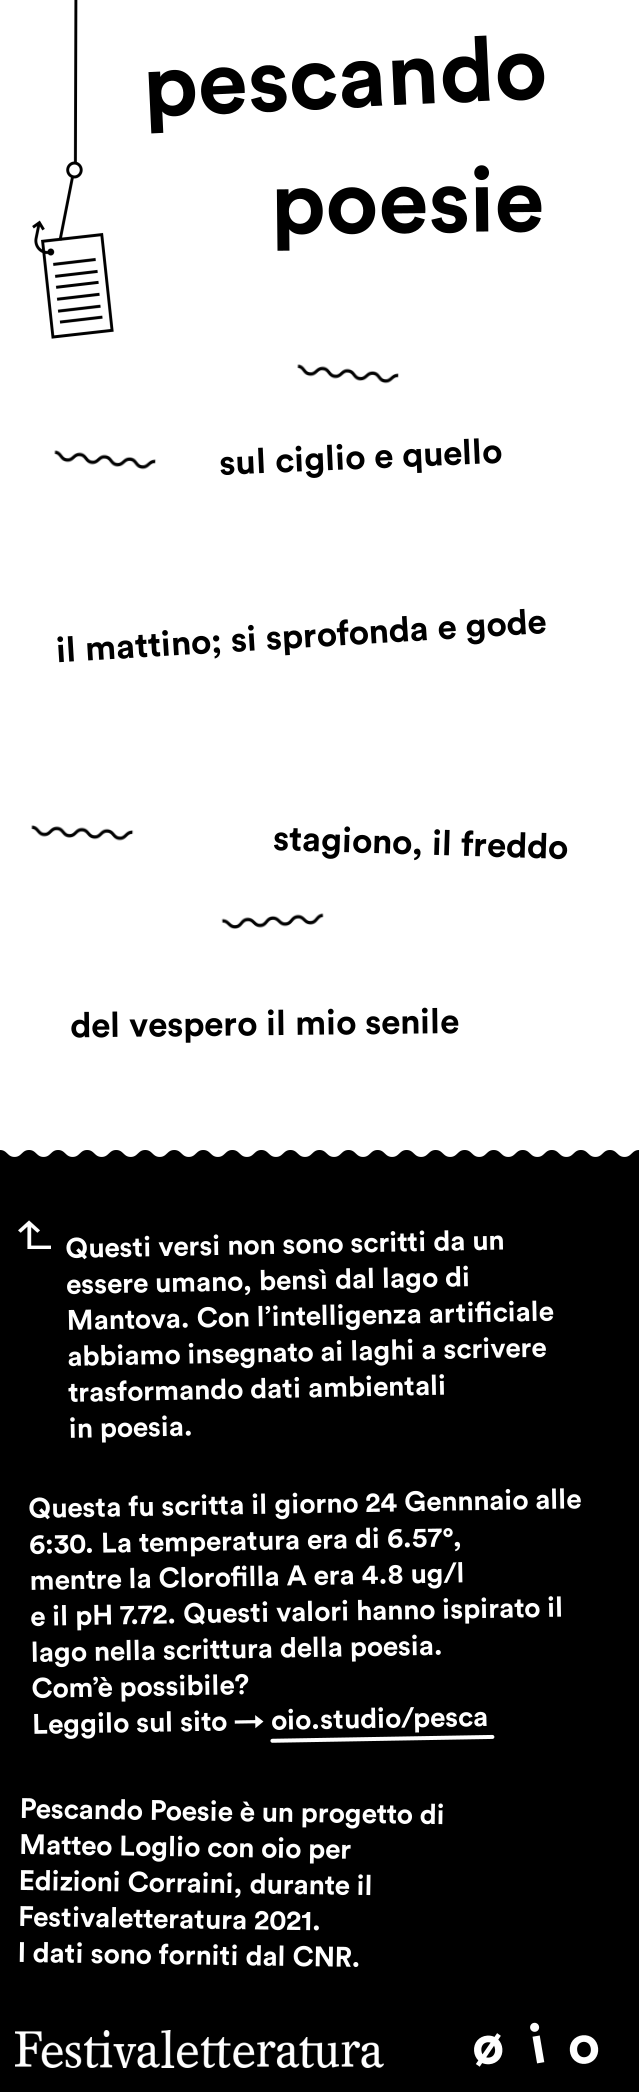 pescando
poesie
sul ciglio e quello
il mattino; si sprofonda e gode
stagiono, il freddo
del vespero il mio senile
Questi versi non sono scritti da un
essere umano, bensì dal lago di
Mantova. Con l’intelligenza artificiale
abbiamo insegnato ai laghi a scrivere
trasformando dati ambientali
in poesia.
Questa fu scritta il giorno 24 Gennnaio alle
6:30. La temperatura era di 6.57°,
mentre la Clorofilla A era 4.8 ug/l
e il pH 7.72. Questi valori hanno ispirato il
lago nella scrittura della poesia.
Com’è possibile?
Leggilo sul sito → oio.studio/pesca
Pescando Poesie è un progetto di
Matteo Loglio con oio per
Edizioni Corraini, durante il
Festivaletteratura 2021.
I dati sono forniti dal CNR.
Festivaletteratura ø i o